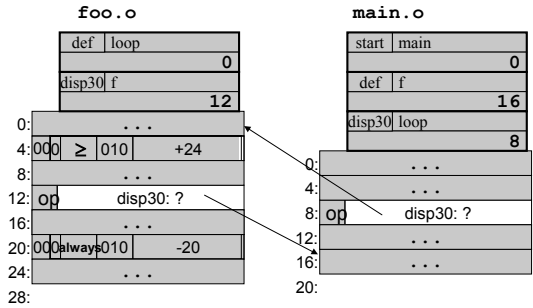 foo.o
def loop
0
disp30 f
12
0: ...
4: 000 ≥ 010 +24
8: ...
12: op disp30: ?
16: ...
20: 000 always 010 -20
24: ...
28:
main.o
start main
0
def f
16
disp30 loop
8
0: ...
4: ...
8: op disp30: ?
12: ...
16: ...
20: